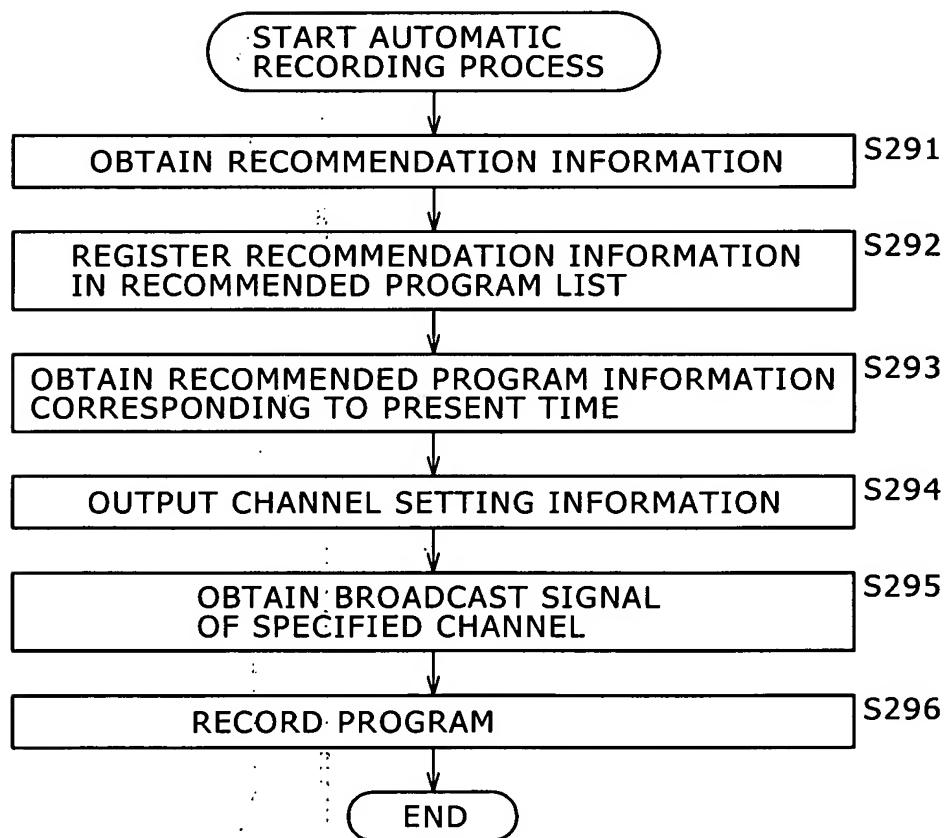 START AUTOMATIC
RECORDING PROCESS
OBTAIN RECOMMENDATION INFORMATION
S291
REGISTER RECOMMENDATION INFORMATION
IN RECOMMENDED PROGRAM LIST
S292
OBTAIN RECOMMENDED PROGRAM INFORMATION
CORRESPONDING TO PRESENT TIME
S293
OUTPUT CHANNEL SETTING INFORMATION
S294
OBTAIN BROADCAST SIGNAL
OF SPECIFIED CHANNEL
S295
RECORD PROGRAM
S296
END